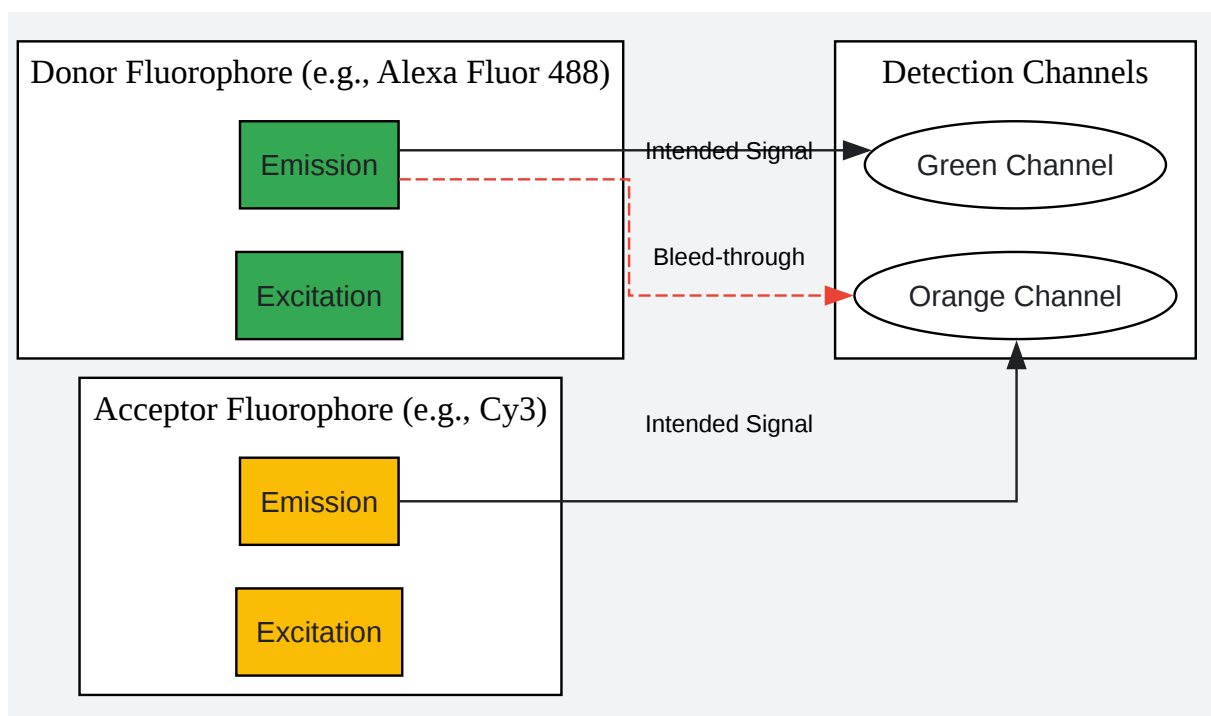 Donor Fluorophore (e.g., Alexa Fluor 488)
Detection Channels
Emission
Intended Signal
Green Channel
Bleed-through
Excitation
Orange Channel
Acceptor Fluorophore (e.g., Cy3)
Intended Signal
Emission
Excitation